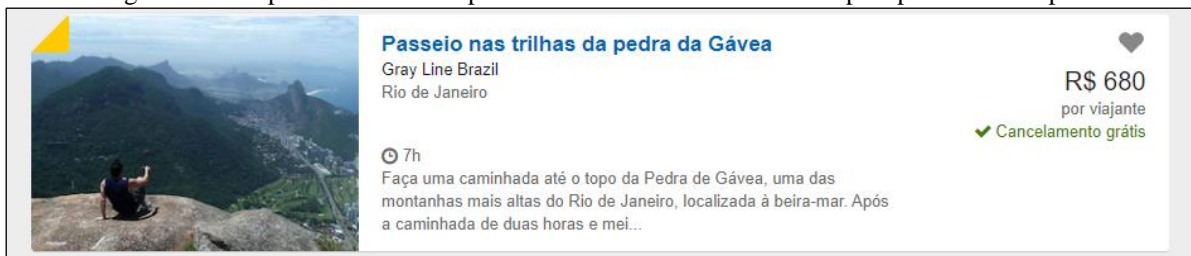 Passeio nas trilhas da pedra da Gávea
Gray Line Brazil
Rio de Janeiro
R$ 680
por viajante
Cancelamento grátis
7h
Faça uma caminhada até o topo da Pedra de Gávea, uma das
montanhas mais altas do Rio de Janeiro, localizada à beira-mar. Após
a caminhada de duas horas e mei...